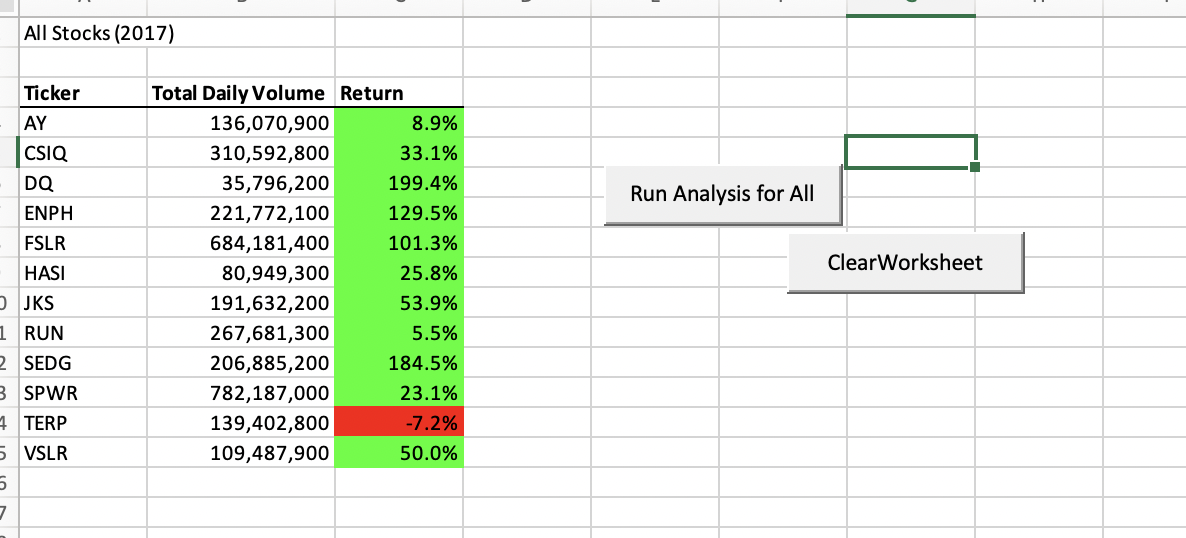 All Stocks (2017)
Ticker Total Daily Volume Return
AY 136,070,900 8.9%
CSIQ 310,592,800 33.1%
DQ 35,796,200 199.4%
ENPH 221,772,100 129.5%
FSLR 684,181,400 101.3%
HASI 80,949,300 25.8%
JKS 191,632,200 53.9%
RUN 267,681,300 5.5%
SEDG 206,885,200 184.5%
SPWR 782,187,000 23.1%
TERP 139,402,800 -7.2%
VSLR 109,487,900 50.0%
Run Analysis for All
ClearWorksheet